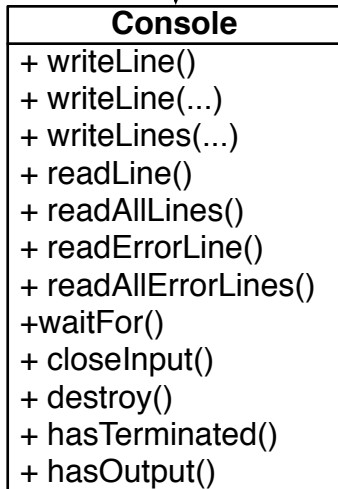 Console
+ writeLine()
+ writeLine(...)
+ writeLines(...)
+ readLine()
+ readAllLines()
+ readErrorLine()
+ readAllErrorLines()
+waitFor()
+ closeInput()
+ destroy()
+ hasTerminated()
+ hasOutput()